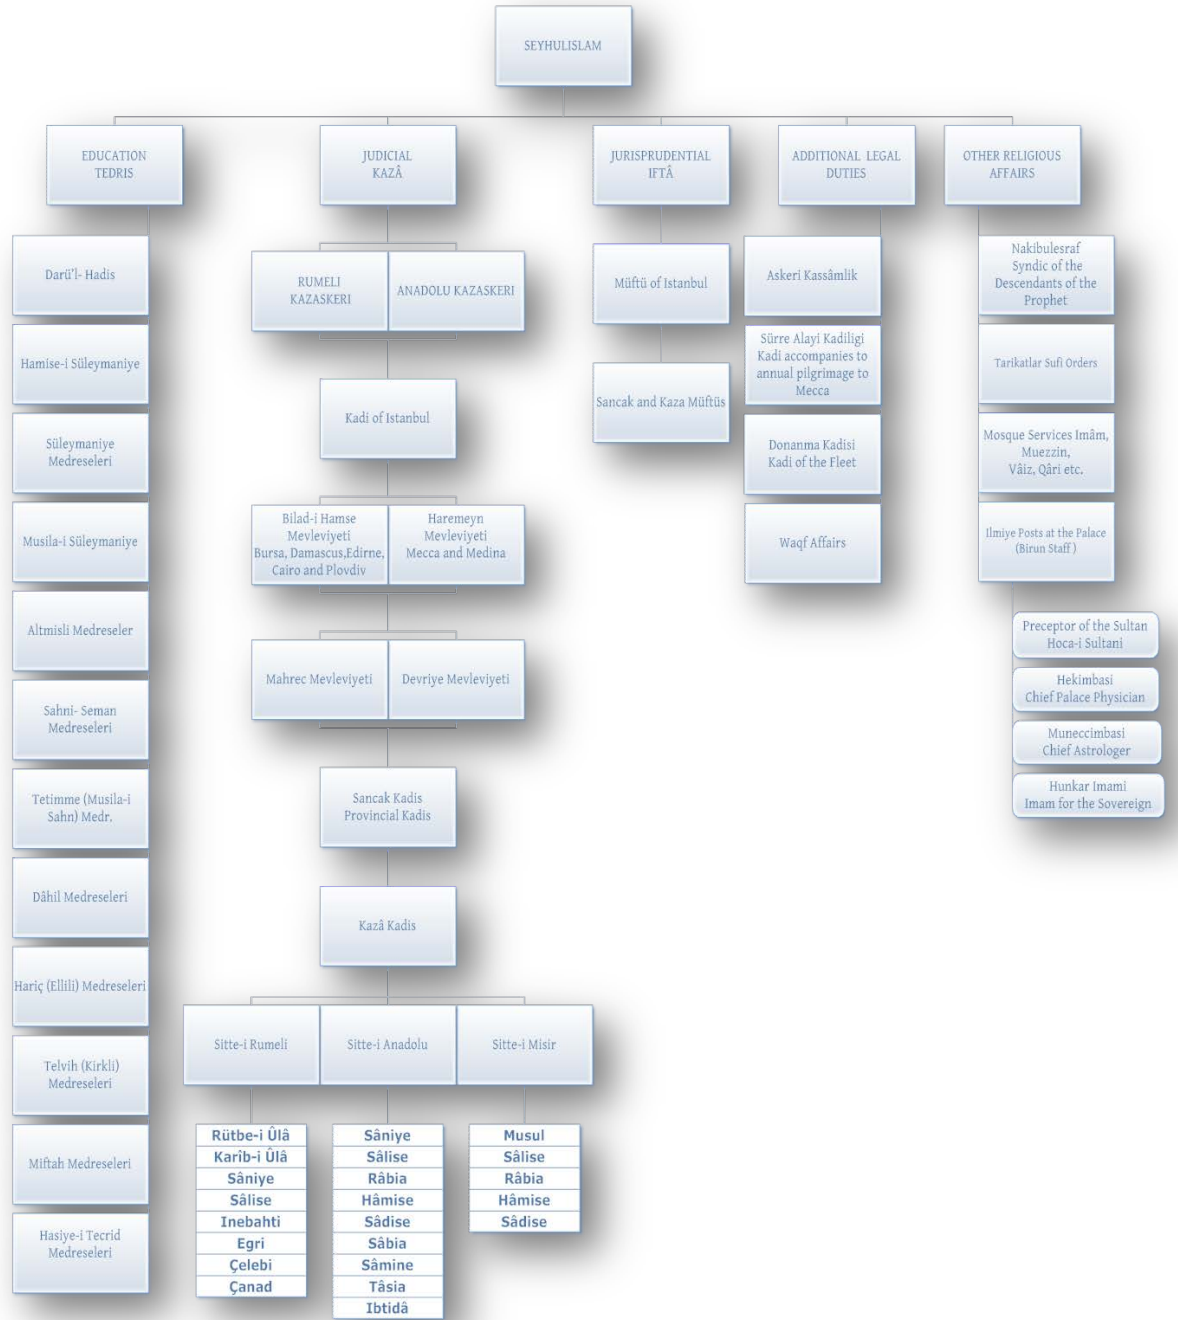 SEYHULISLAM
EDUCATION
TEDRIS
JUDICIAL
KAZÂ
JURISPRUDENTIAL
IFTÂ
ADDITIONAL LEGAL
DUTIES
OTHER RELIGIOUS
AFFAIRS
Darü'l- Hadis
Hamise-i Süleymaniye
Süleymaniye
Medreseleri
Musila-i Süleymaniye
Altmisli Medreseler
Sahni- Seman
Medreseleri
Tetimme (Musila-i
Sahn) Medr.
Dâhil Medreseleri
Hariç (Ellili) Medreseleri
Telvih (Kirkli)
Medreseleri
Miftah Medreseleri
Hasiye-i Tecrid
Medreseleri
RUMELI
KAZASKERI
ANADOLU KAZASKERI
Kadi of Istanbul
Bilad-i Hamse
Mevleviyeti
Bursa, Damascus,Edirne,
Cairo and Plovdiv
Haremeyn
Mevleviyeti
Mecca and Medina
Mahrec Mevleviyeti
Devriye Mevleviyeti
Sancak Kadis
Provincial Kadis
Kazâ Kadis
Sitte-i Rumeli
Sitte-i Anadolu
Sitte-i Misir
Rütbe-i Ûlâ
Karîb-i Ûlâ
Sâniye
Sâlise
Inebahti
Egri
Çelebi
Çanad
Sâniye
Sâlise
Râbia
Hâmise
Sâdise
Sâbia
Sâmine
Tâsia
Ibtidâ
Musul
Sâlise
Râbia
Hâmise
Sâdise
Müftü of Istanbul
Sancak and Kaza Müftüs
Askeri Kassâmlik
Sürre Alayi Kadiligi
Kadi accompanies to
annual pilgrimage to
Mecca
Donanma Kadisi
Kadi of the Fleet
Waqf Affairs
Nakibulesraf
Syndic of the
Descendants of the
Prophet
Tarikatlar Sufi Orders
Mosque Services Imâm,
Muezzin,
Vâiz, Qâri etc.
Ilmiye Posts at the Palace
(Birun Staff )
Preceptor of the Sultan
Hoca-i Sultani
Hekimbasi
Chief Palace Physician
Muneccimbasi
Chief Astrologer
Hunkar Imami
Imam for the Sovereign